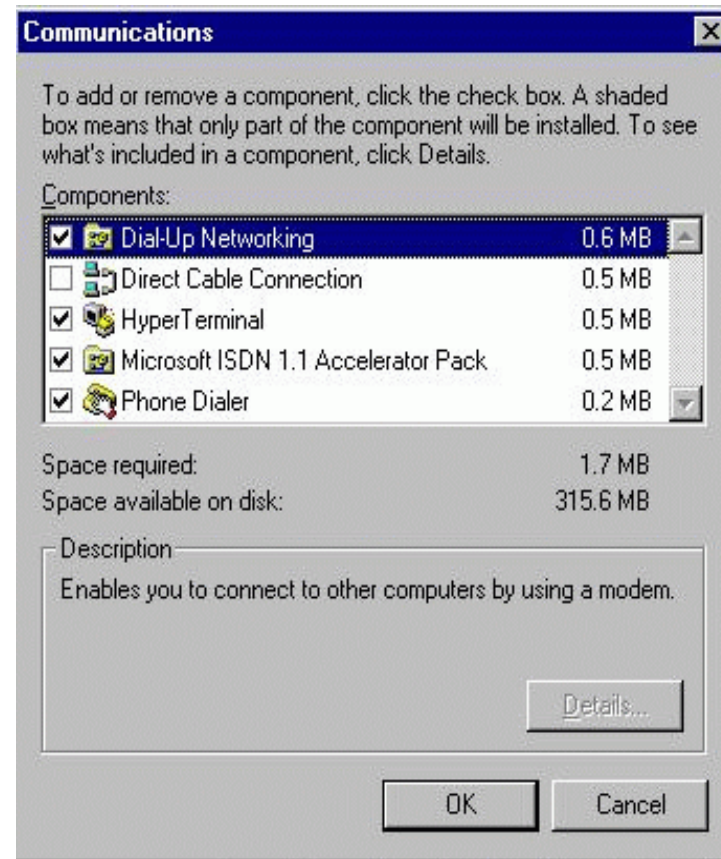 Communications
To add or remove a component, click the check box. A shaded
box means that only part of the component will be installed. To see
what's included in a component, click Details.
Components:
Dial-Up Networking 0.6 MB
Direct Cable Connection 0.5 MB
HyperTerminal 0.5 MB
Microsoft ISDN 1.1 Accelerator Pack 0.5 MB
Phone Dialer 0.2 MB
Space required: 1.7 MB
Space available on disk: 315.6 MB
Description
Enables you to connect to other computers by using a modem.
Details...
OK Cancel